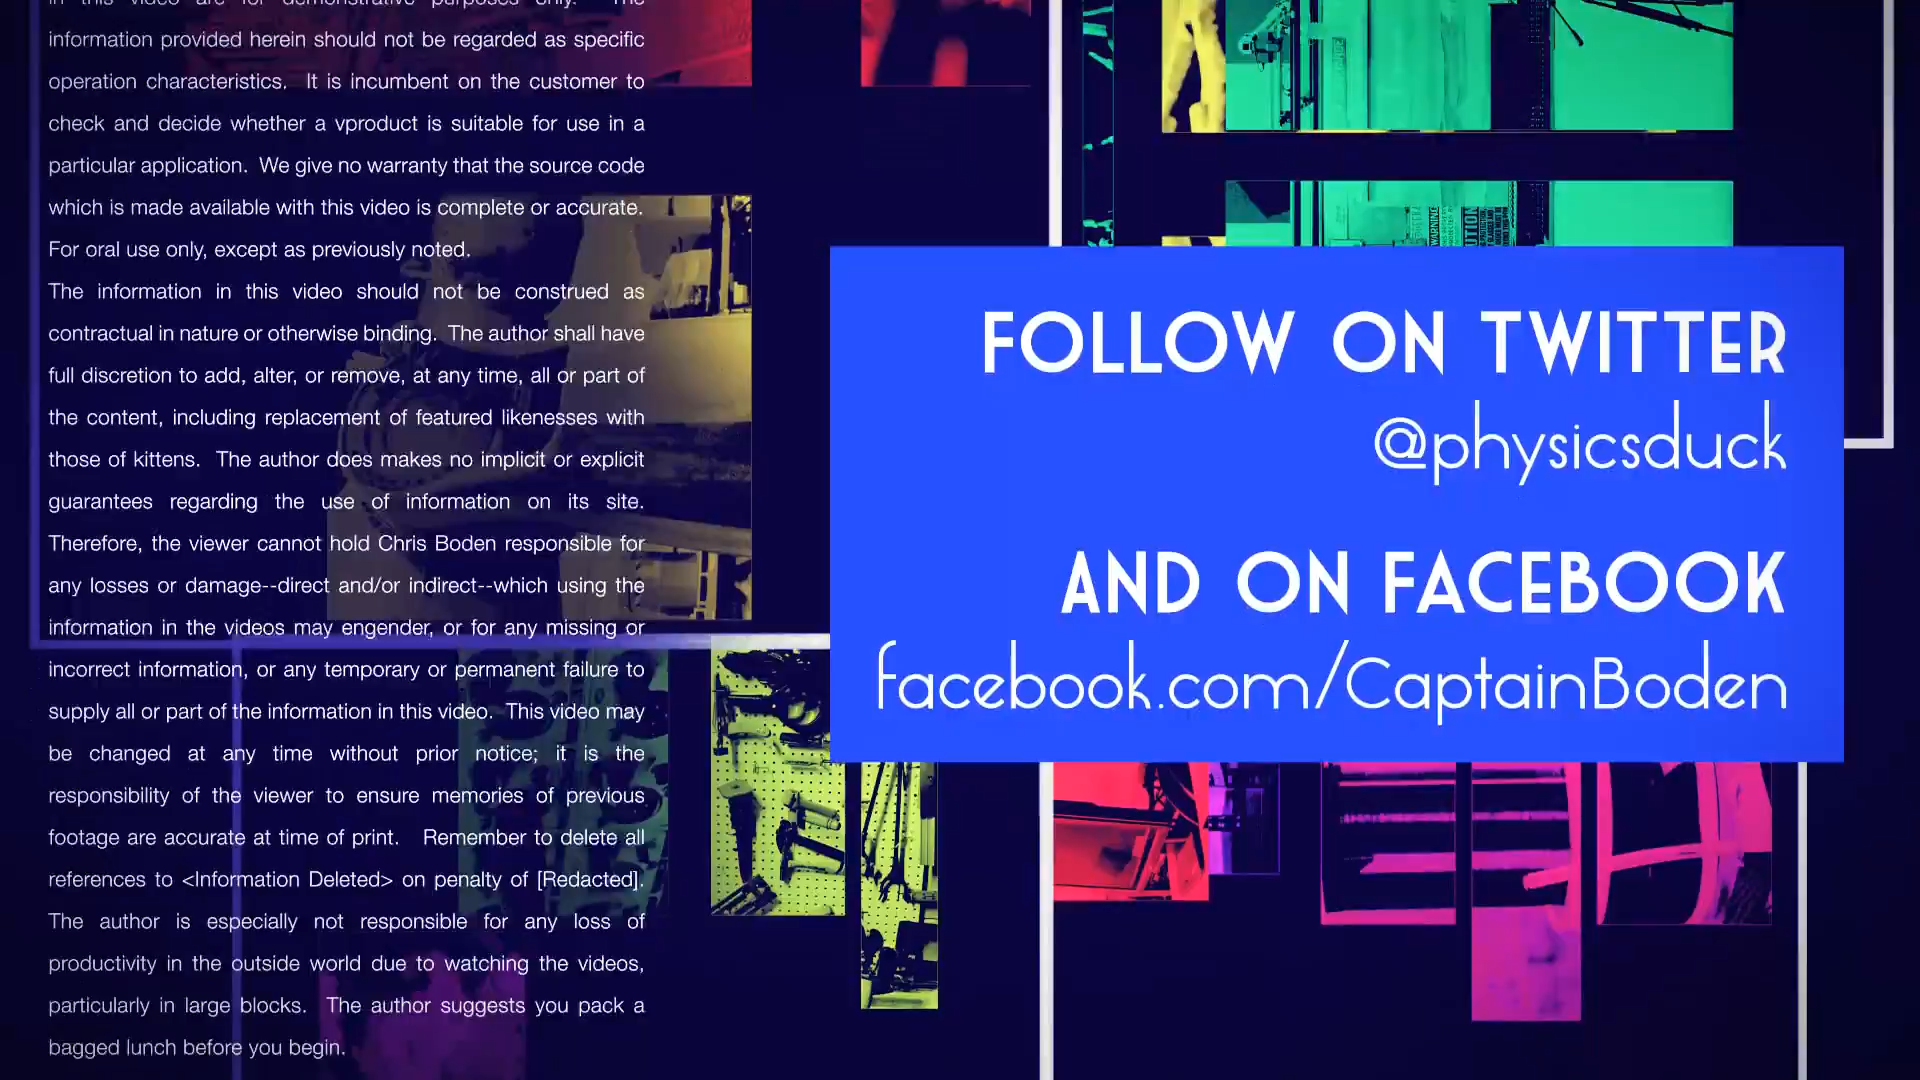 in this video are for demonstrative purposes only. The
information provided herein should not be regarded as specific
operation characteristics. It is incumbent on the customer to
check and decide whether a vproduct is suitable for use in a
particular application. We give no warranty that the source code
which is made available with this video is complete or accurate.
For oral use only, except as previously noted.
The information in this video should not be construed as
contractual in nature or otherwise binding. The author shall have
full discretion to add, alter, or remove, at any time, all or part of
the content, including replacement of featured likenesses with
those of kittens. The author does makes no implicit or explicit
guarantees regarding the use of information on its site.
Therefore, the viewer cannot hold Chris Boden responsible for
any losses or damage--direct and/or indirect--which using the
information in the videos may engender, or for any missing or
incorrect information, or any temporary or permanent failure to
supply all or part of the information in this video. This video may
be changed at any time without prior notice; it is the
responsibility of the viewer to ensure memories of previous
footage are accurate at time of print. Remember to delete all
references to <Information Deleted> on penalty of [Redacted].
The author is especially not responsible for any loss of
productivity in the outside world due to watching the videos,
particularly in large blocks. The author suggests you pack a
bagged lunch before you begin.
WARNING
FOLLOW ON TWITTER
@physicsduck
AND ON FACEBOOK
facebook.com/CaptainBoden